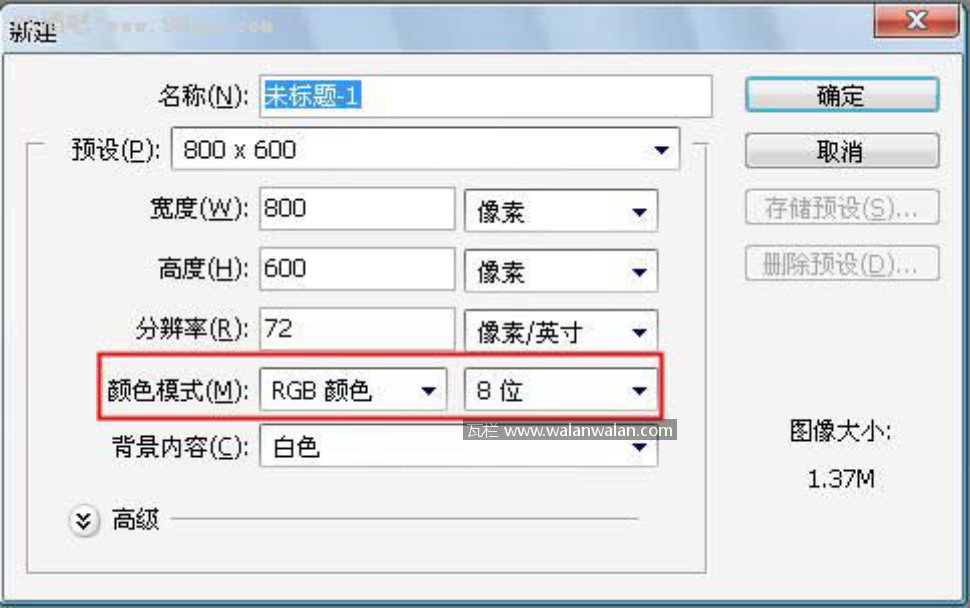 新建
名称(N): 未标题-1
确定
预设(P): 800 x 600
取消
宽度(W): 800 像素
存储预设(S)...
高度(H): 600 像素
删除预设(D)...
分辨率(R): 72 像素/英寸
颜色模式(M): RGB 颜色 8 位
瓦栏 www.walanwalan.com
背景内容(C): 白色
图像大小:
1.37M
高级